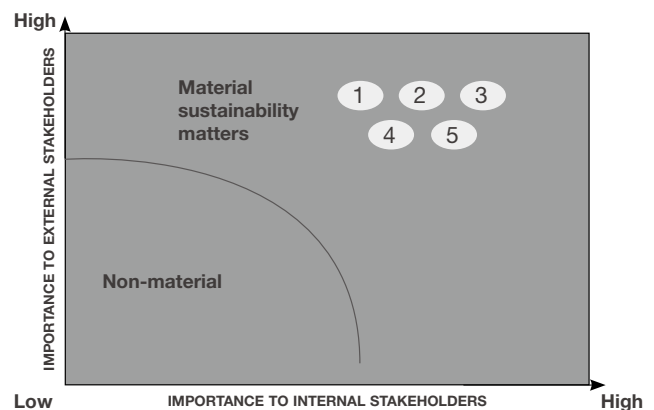 High
IMPORTANCE TO EXTERNAL STAKEHOLDERS
Material
sustainability
matters
1 2 3
4 5
Non-material
Low
IMPORTANCE TO INTERNAL STAKEHOLDERS
High